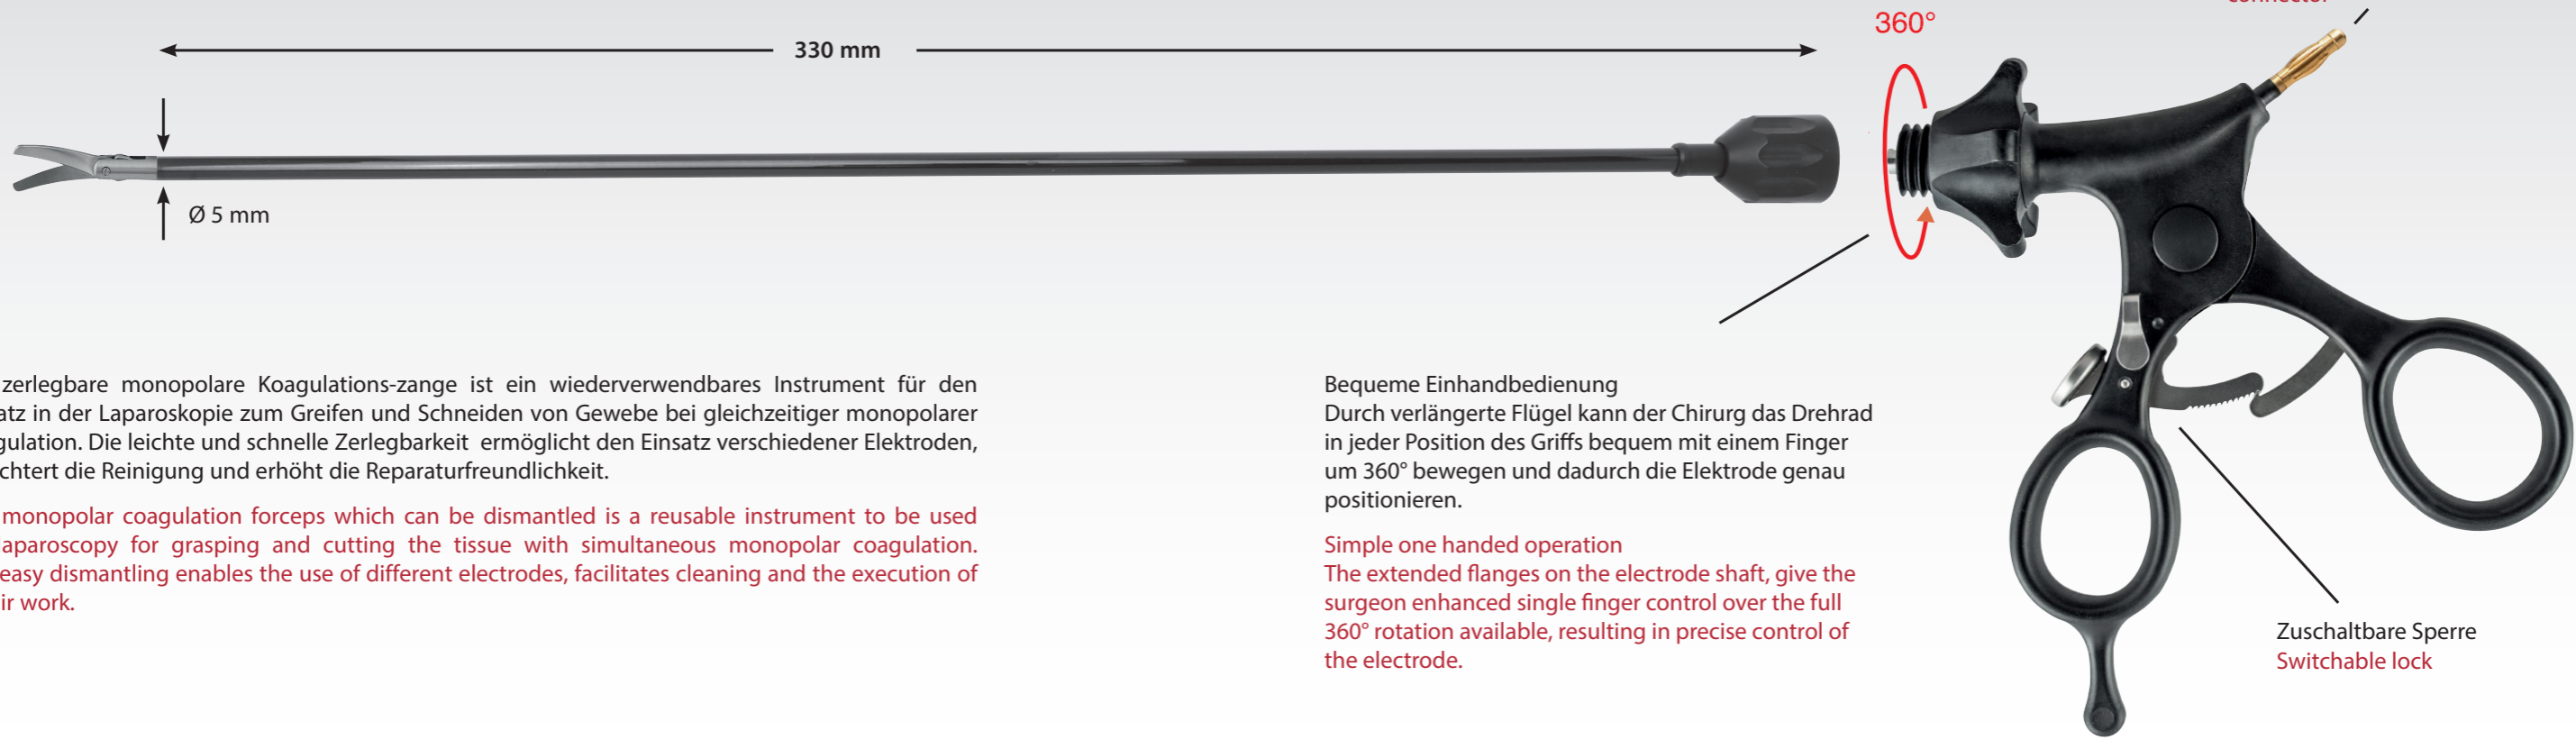 360°
330 mm
Ø 5 mm
zerlegbare monopolare Koagulations-zange ist ein wiederverwendbares Instrument für den
in der Laparoskopie zum Greifen und Schneiden von Gewebe bei gleichzeitiger monopolarer
Die leichte und schnelle Zerlegbarkeit ermöglicht den Einsatz verschiedener Elektroden,
die Reinigung und erhöht die Reparaturfreundlichkeit.
monopolar coagulation forceps which can be dismantled is a reusable instrument to be used
laparoscopy for grasping and cutting the tissue with simultaneous monopolar coagulation.
easy dismantling enables the use of different electrodes, facilitates cleaning and the execution of
work.
Bequeme Einhandbedienung
Durch verlängerte Flügel kann der Chirurg das Drehrad
in jeder Position des Griffs bequem mit einem Finger
um 360° bewegen und dadurch die Elektrode genau
positionieren.
Simple one handed operation
The extended flanges on the electrode shaft, give the
surgeon enhanced single finger control over the full
360° rotation available, resulting in precise control of
the electrode.
Zuschaltbare Sperre
Switchable lock